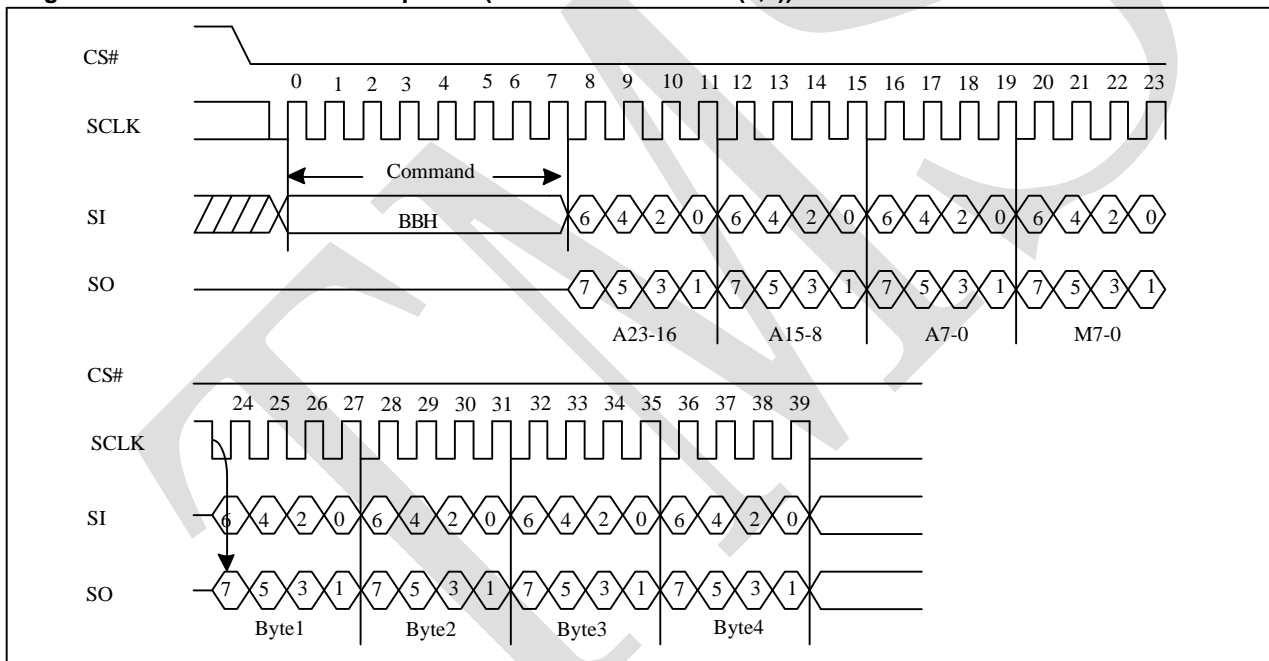 CS#
0 1 2 3 4 5 6 7 8 9 10 11 12 13 14 15 16 17 18 19 20 21 22 23
SCLK
Command
SI BBH 6 4 2 0 6 4 2 0 6 4 2 0 6 4 2 0
SO 7 5 3 1 7 5 3 1 7 5 3 1 7 5 3 1
A23-16 A15-8 A7-0 M7-0
CS#
24 25 26 27 28 29 30 31 32 33 34 35 36 37 38 39
SCLK
SI 6 4 2 0 6 4 2 0 6 4 2 0 6 4 2 0
SO 7 5 3 1 7 5 3 1 7 5 3 1 7 5 3 1
Byte1 Byte2 Byte3 Byte4